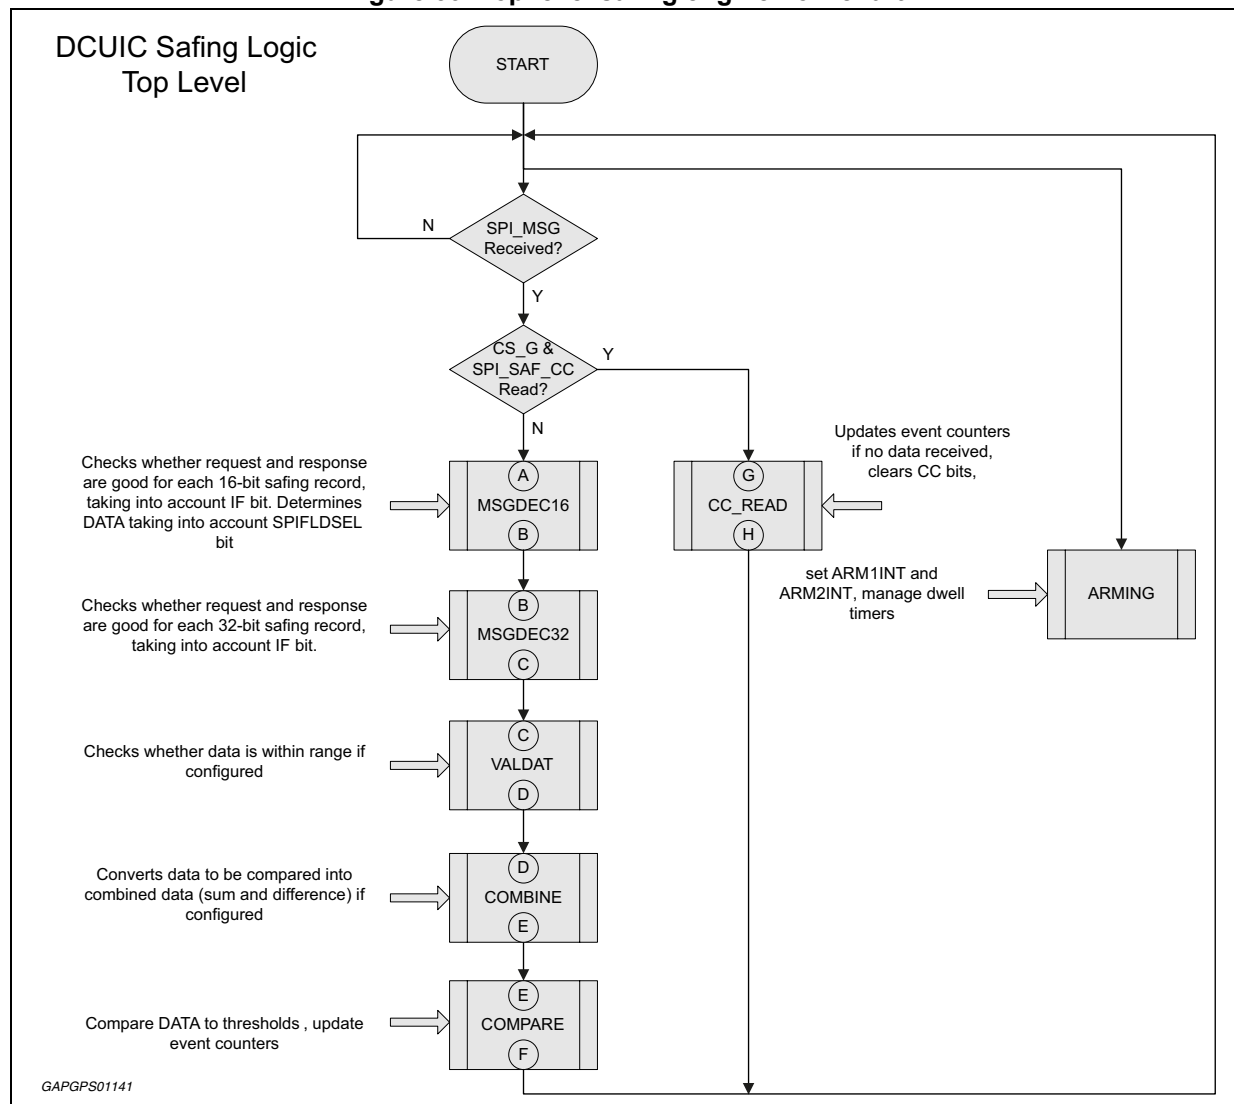 DCUIC Safing Logic
Top Level
START
N
SPI_MSG
Received?
Y
CS_G &
SPI_SAF_CC
Read?
Y
N
Checks whether request and response
are good for each 16-bit safing record,
taking into account IF bit. Determines
DATA taking into account SPIFLDSEL
bit
A
MSGDEC16
B
Updates event counters
if no data received,
clears CC bits,
G
CC_READ
H
set ARM1INT and
ARM2INT, manage dwell
timers
ARMING
Checks whether request and response
are good for each 32-bit safing record,
taking into account IF bit.
B
MSGDEC32
C
Checks whether data is within range if
configured
C
VALDAT
D
Converts data to be compared into
combined data (sum and difference) if
configured
D
COMBINE
E
Compare DATA to thresholds , update
event counters
E
COMPARE
F
GAPGPS01141